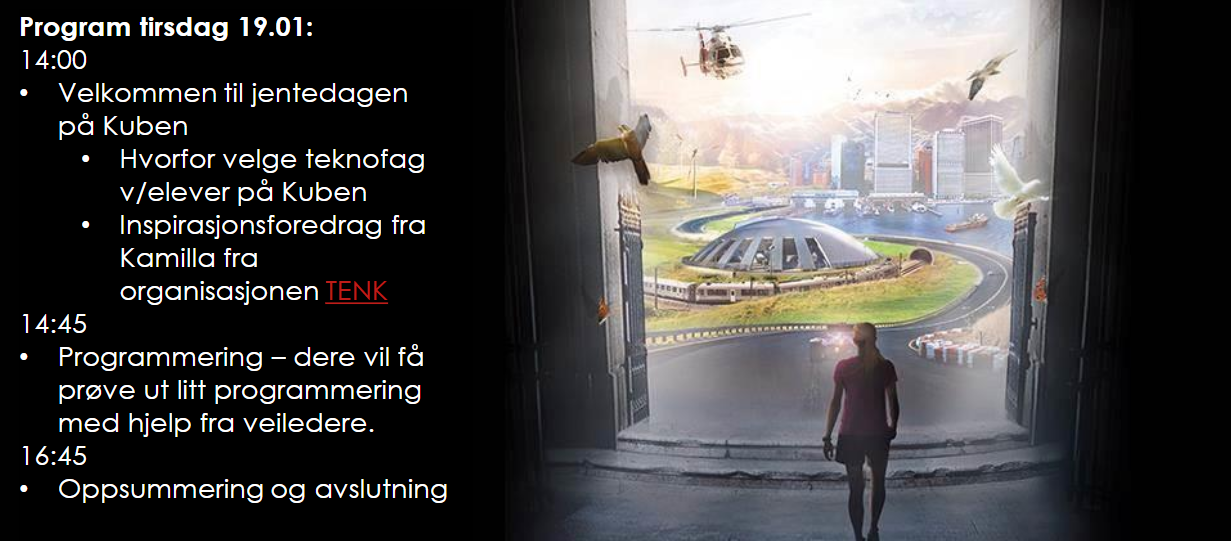 Program tirsdag 19.01:
14:00
• Velkommen til jentedagen
på Kuben
• Hvorfor velge teknofag
v/elever på Kuben
• Inspirasjonsforedrag fra
Kamilla fra
organisasjonen TENK
14:45
• Programmering – dere vil få
prøve ut litt programmering
med hjelp fra veiledere.
16:45
• Oppsummering og avslutning